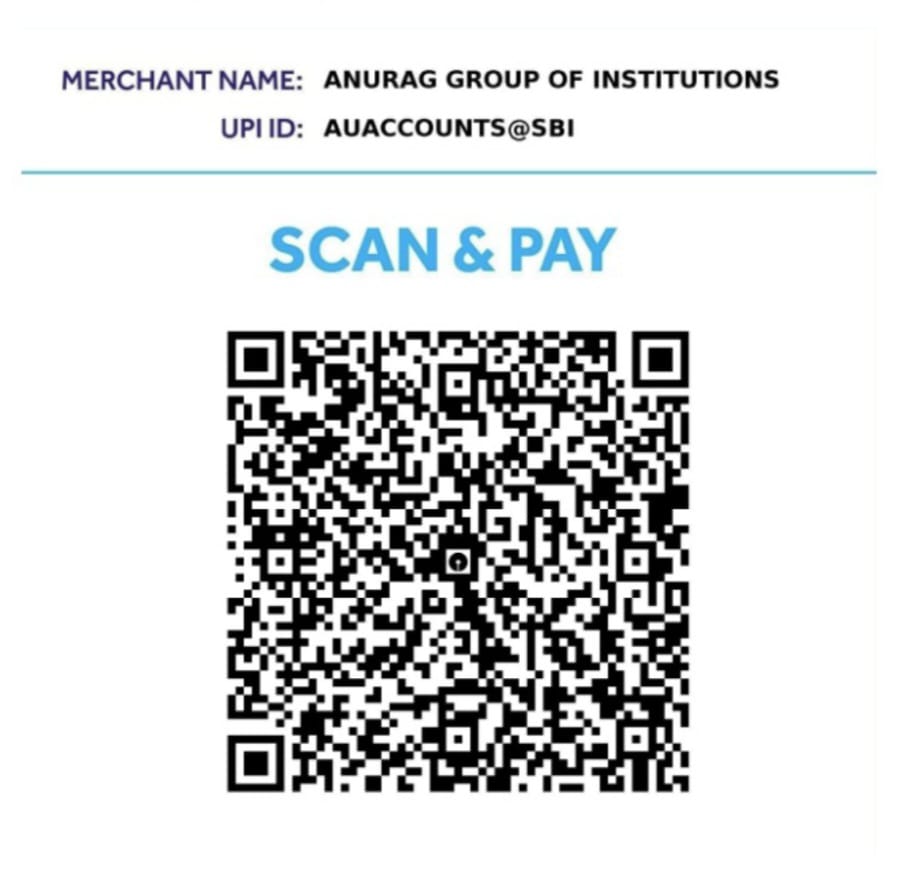 MERCHANT NAME: ANURAG GROUP OF INSTITUTIONS
UPI ID: AUACCOUNTS@SBI
SCAN & PAY